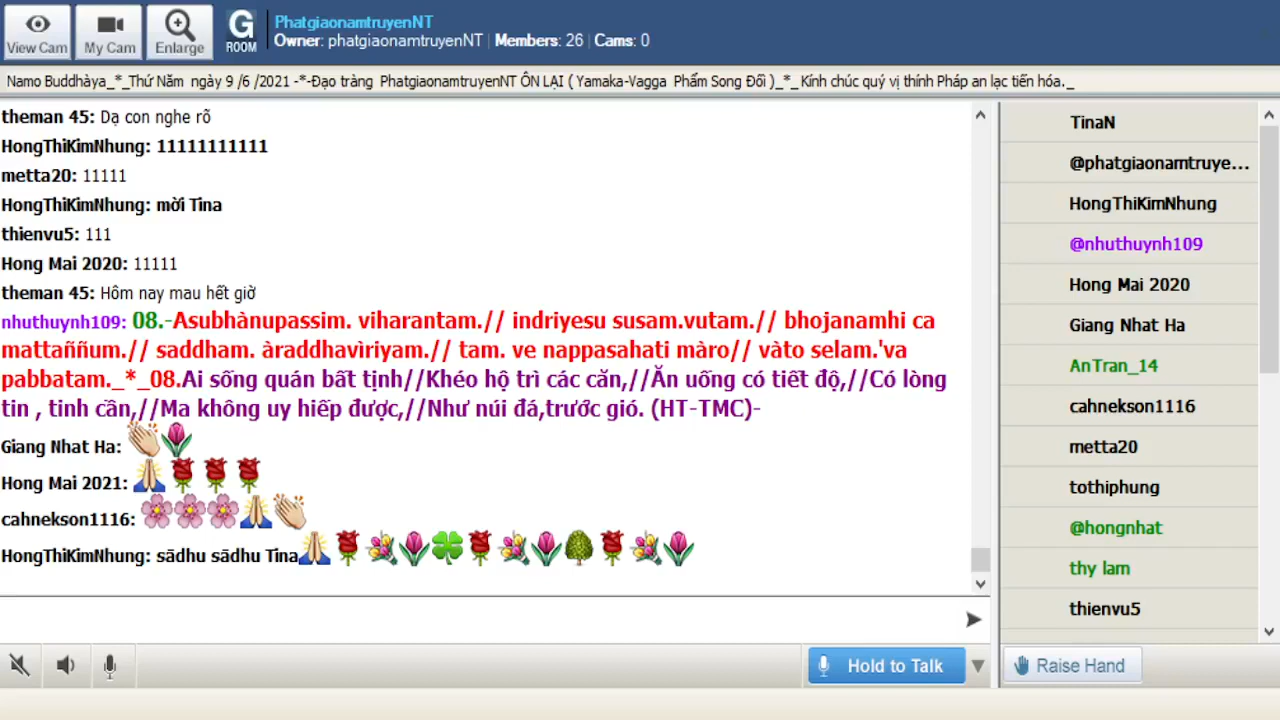 View Cam
My Cam
Enlarge
G
ROOM
PhatgiaonamtruyenNT
Owner: phatgiaonamtruyenNT | Members: 26 | Cams: 0
Namo Buddhàya_*_Thứ Năm ngày 9 /6 /2021 -*-Đạo tràng PhatgiaonamtruyenNT ÔN LẠI ( Yamaka-Vagga Phẩm Song Đối )_*_ Kính chúc quý vị thính Pháp an lạc tiến hóa._
theman 45: Dạ con nghe rõ
HongThiKimNhung: 11111111111
metta20: 11111
HongThiKimNhung: mời Tina
thienvu5: 111
Hong Mai 2020: 11111
theman 45: Hôm nay mau hết giờ
nhuthuynh109: 08.-Asubhànupassim. viharantam.// indriyesu susam.vutam.// bhojanamhi ca
mattaññum.// saddham. àraddhavìriyam.// tam. ve nappasahati màro// vàto selam.'va
pabbatam._*_08.Ai sống quán bất tịnh//Khéo hộ trì các căn,//Ăn uống có tiết độ,//Có lòng
tin , tinh cần,//Ma không uy hiếp được,//Như núi đá,trước gió. (HT-TMC)-
Giang Nhat Ha:
Hong Mai 2021:
cahnekson1116:
HongThiKimNhung: sādhu sādhu Tina
Hold to Talk
TinaN
@phatgiaonamtruye...
HongThiKimNhung
@nhuthuynh109
Hong Mai 2020
Giang Nhat Ha
AnTran_14
cahnekson1116
metta20
tothiphung
@hongnhat
thy lam
thienvu5
Raise Hand